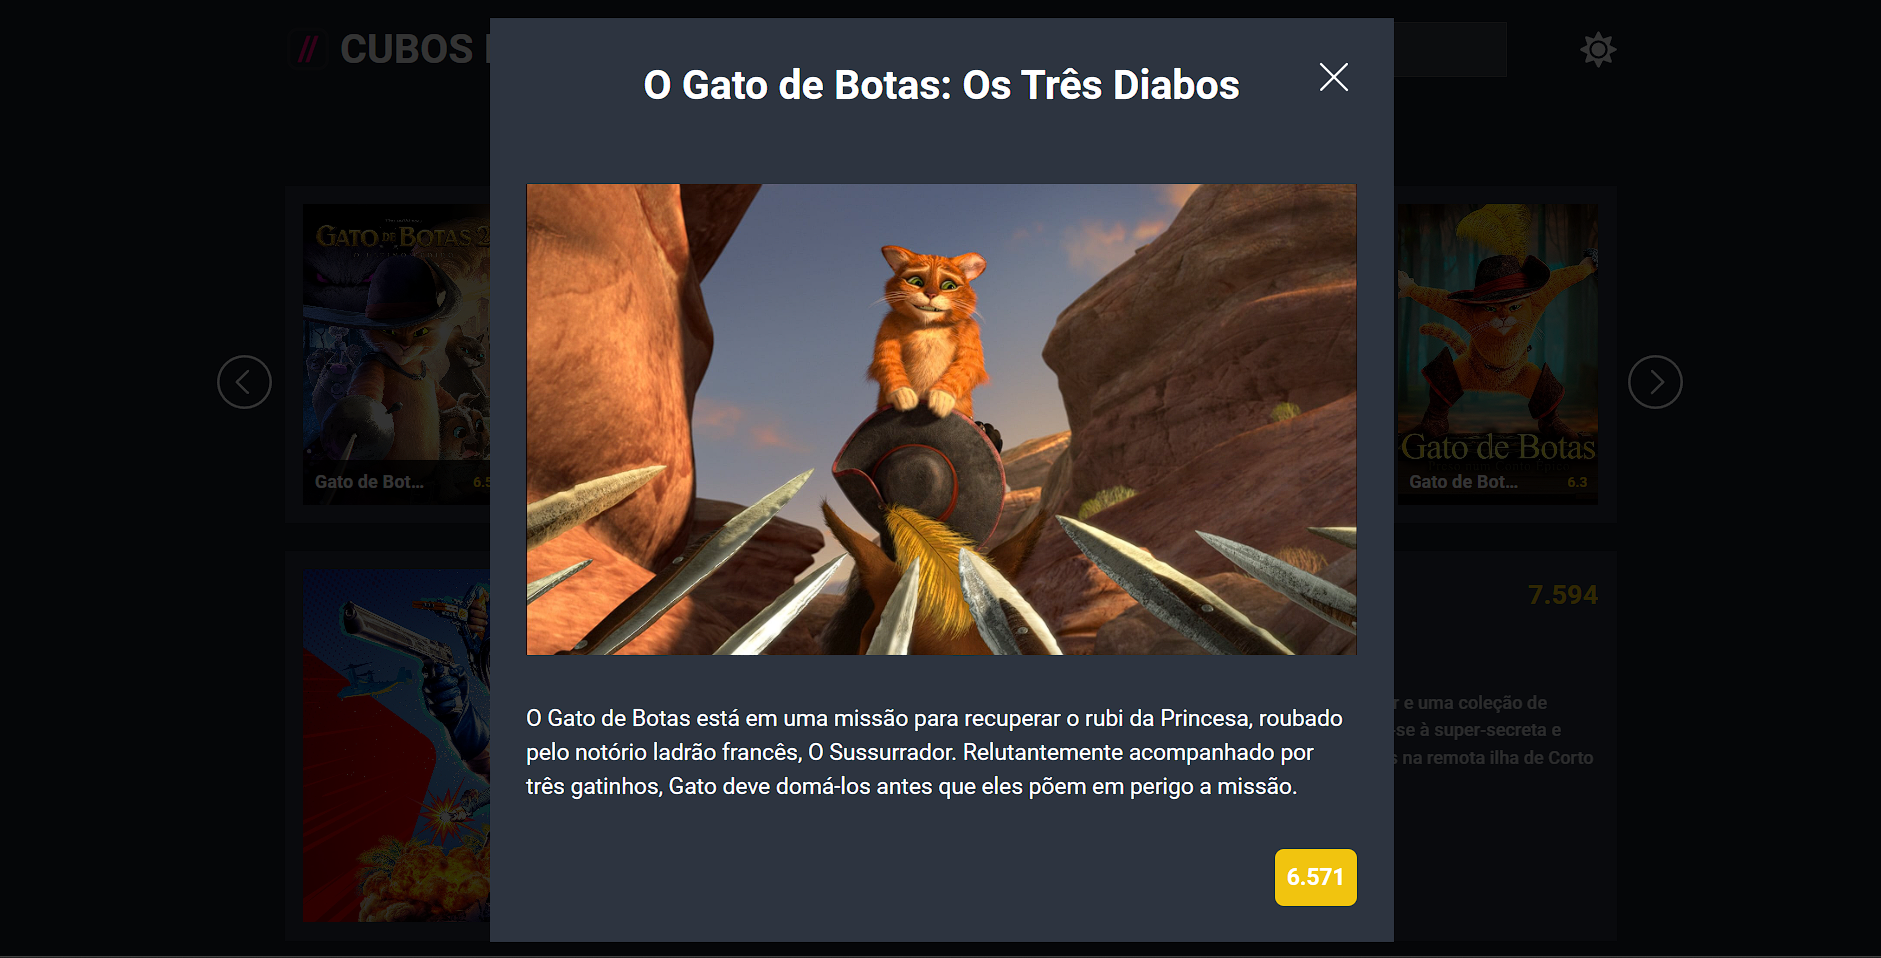 CUBOS
O Gato de Botas: Os Três Diabos
GATO DE BOTAS 2
Gato de Bot...
6.5
Gato de Botas
Gato de Bot...
6.3
7.594
r e uma coleção de
-se à super-secreta e
s na remota ilha de Corto
O Gato de Botas está em uma missão para recuperar o rubi da Princesa, roubado
pelo notório ladrão francês, O Sussurrador. Relutantemente acompanhado por
três gatinhos, Gato deve domá-los antes que eles põem em perigo a missão.
6.571